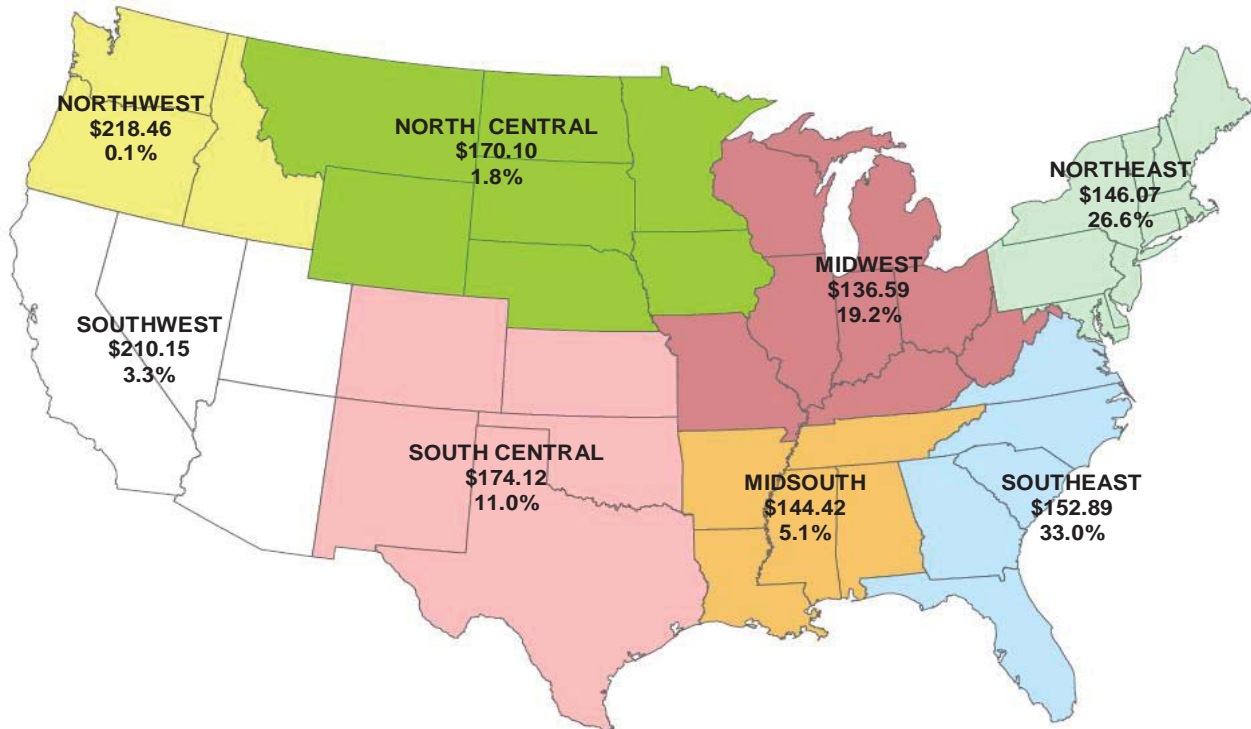 NORTHWEST
$218.46
0.1%
NORTH CENTRAL
$170.10
1.8%
NORTHEAST
$146.07
26.6%
MIDWEST
$136.59
19.2%
SOUTHWEST
$210.15
3.3%
SOUTH CENTRAL
$174.12
11.0%
MIDSOUTH
$144.42
5.1%
SOUTHEAST
$152.89
33.0%